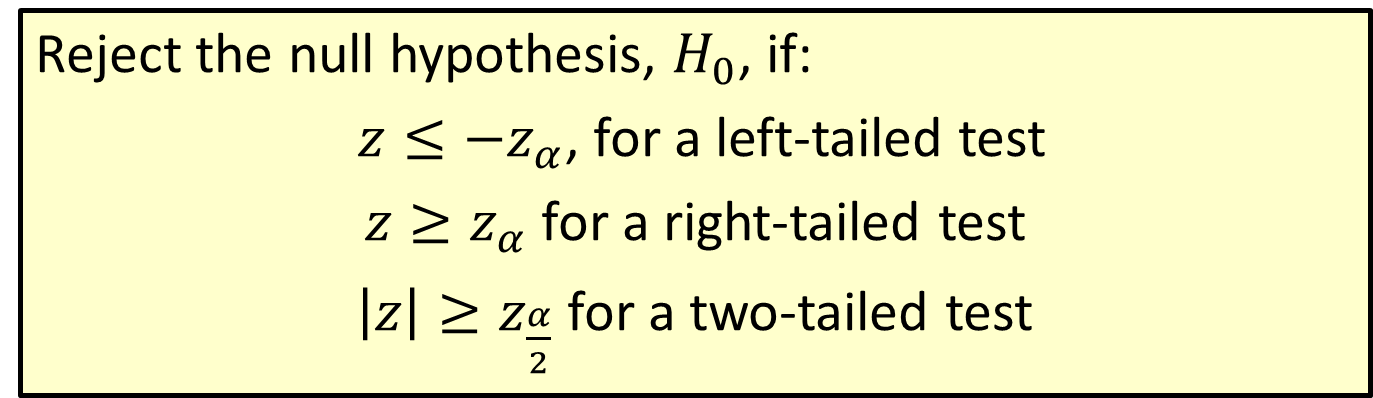 Reject the null hypothesis, H₀, if:
z ≤ −zα, for a left-tailed test
z ≥ zα for a right-tailed test
|z| ≥ zα/2 for a two-tailed test